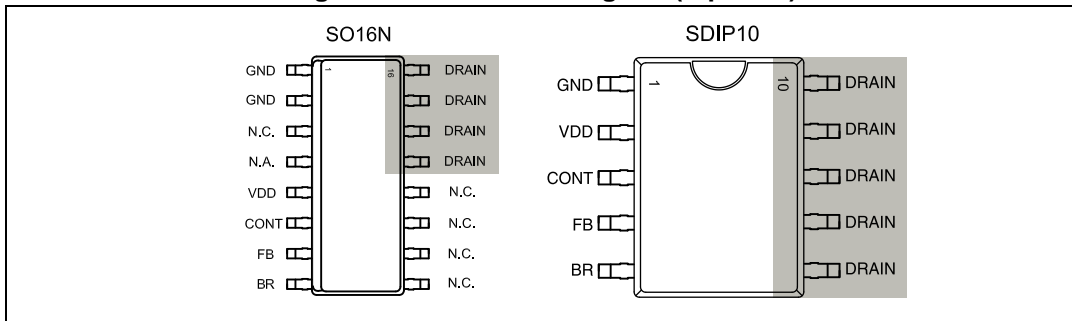 SO16N
GND 1 16 DRAIN
GND DRAIN
N.C. DRAIN
N.A. DRAIN
VDD N.C.
CONT N.C.
FB N.C.
BR N.C.
SDIP10
GND 1 10 DRAIN
VDD DRAIN
CONT DRAIN
FB DRAIN
BR DRAIN